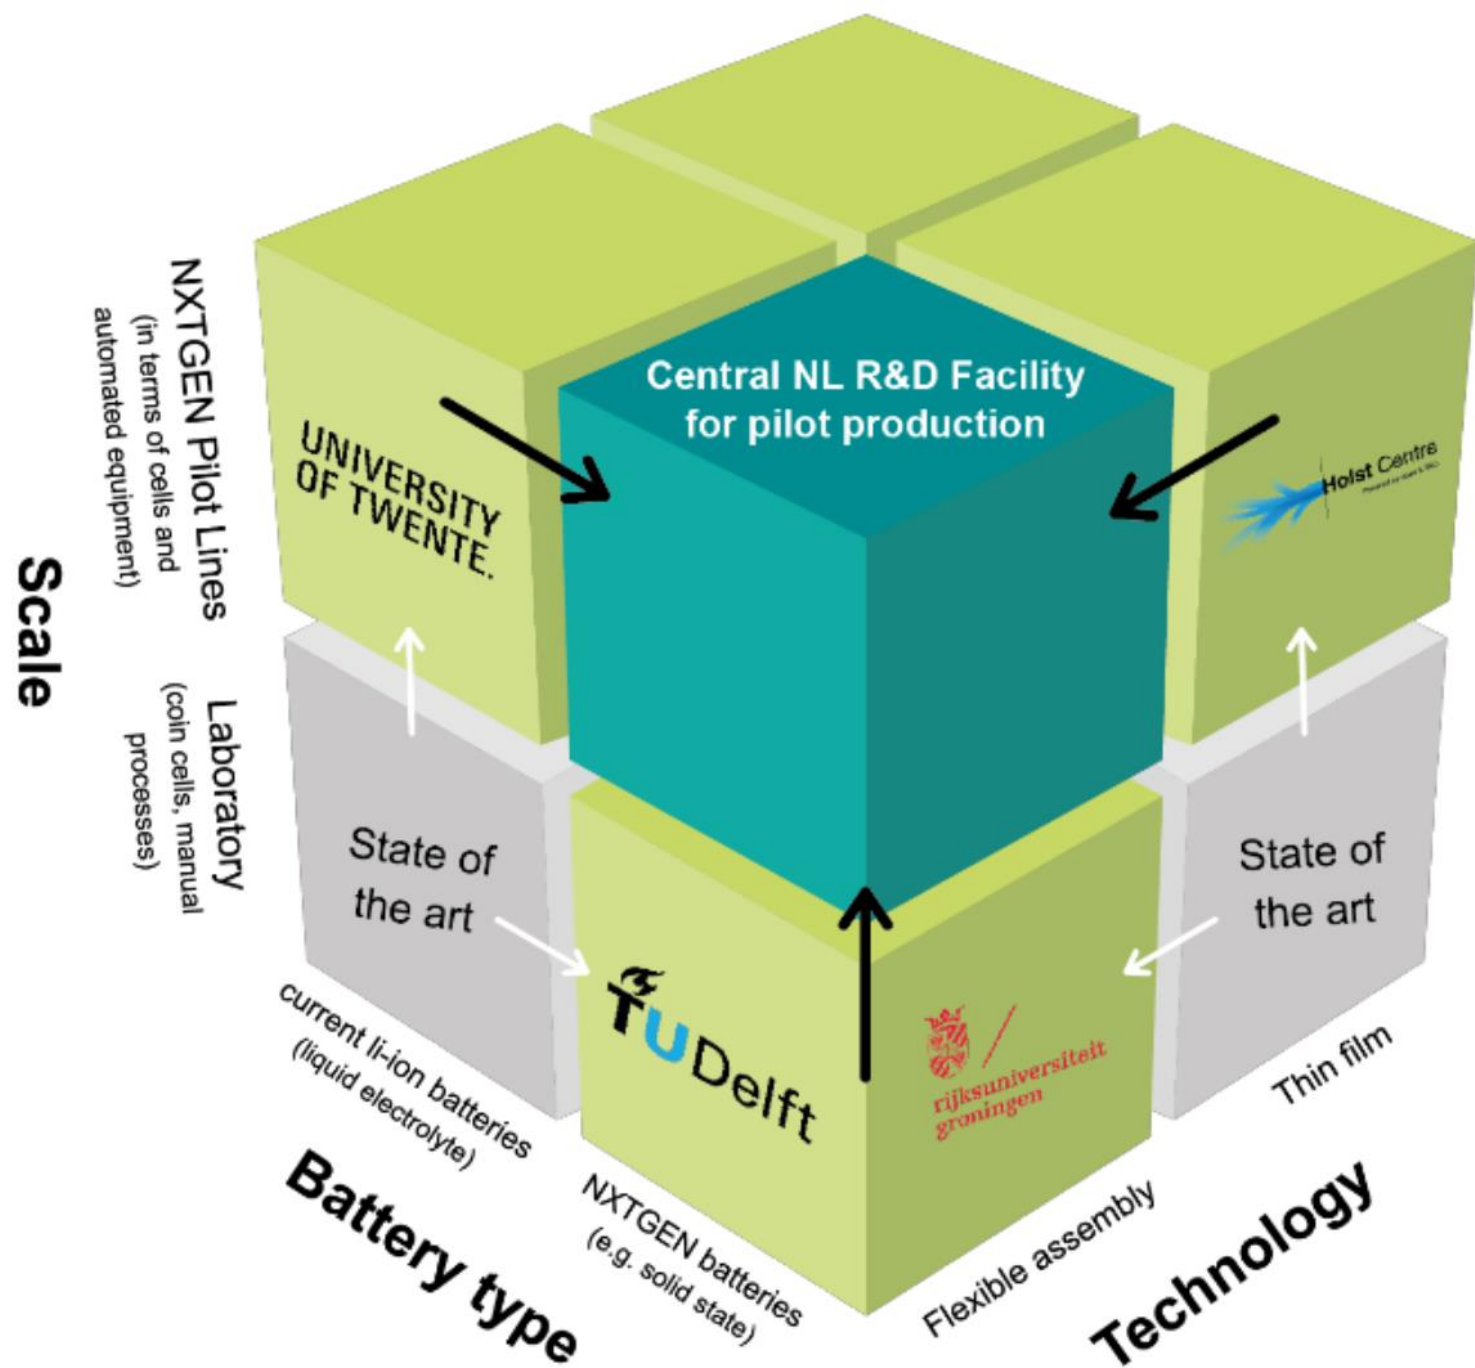 Central NL R&D Facility
for pilot production
UNIVERSITY
OF TWENTE.
Holst Centre
Scale
NXTGEN Pilot Lines
(in terms of cells and
automated equipment)
Laboratory
(coin cells, manual
processes)
State of
the art
State of
the art
TUDelft
rijksuniversiteit
groningen
current li-ion batteries
(liquid electrolyte)
NXTGEN batteries
(e.g. solid state)
Battery type
Flexible assembly
Thin film
Technology